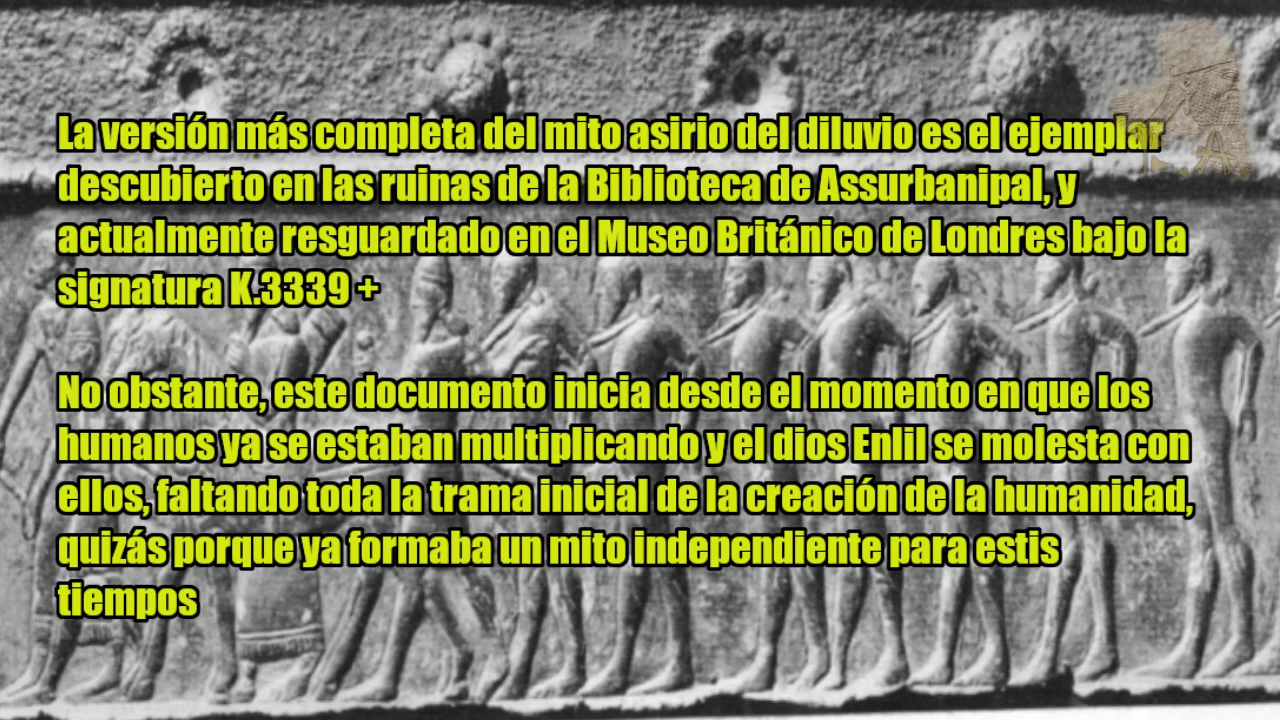 La versión más completa del mito asirio del diluvio es el ejemplar
descubierto en las ruinas de la Biblioteca de Assurbanipal, y
actualmente resguardado en el Museo Británico de Londres bajo la
signatura K.3339 +
No obstante, este documento inicia desde el momento en que los
humanos ya se estaban multiplicando y el dios Enlil se molesta con
ellos, faltando toda la trama inicial de la creación de la humanidad,
quizás porque ya formaba un mito independiente para estis
tiempos